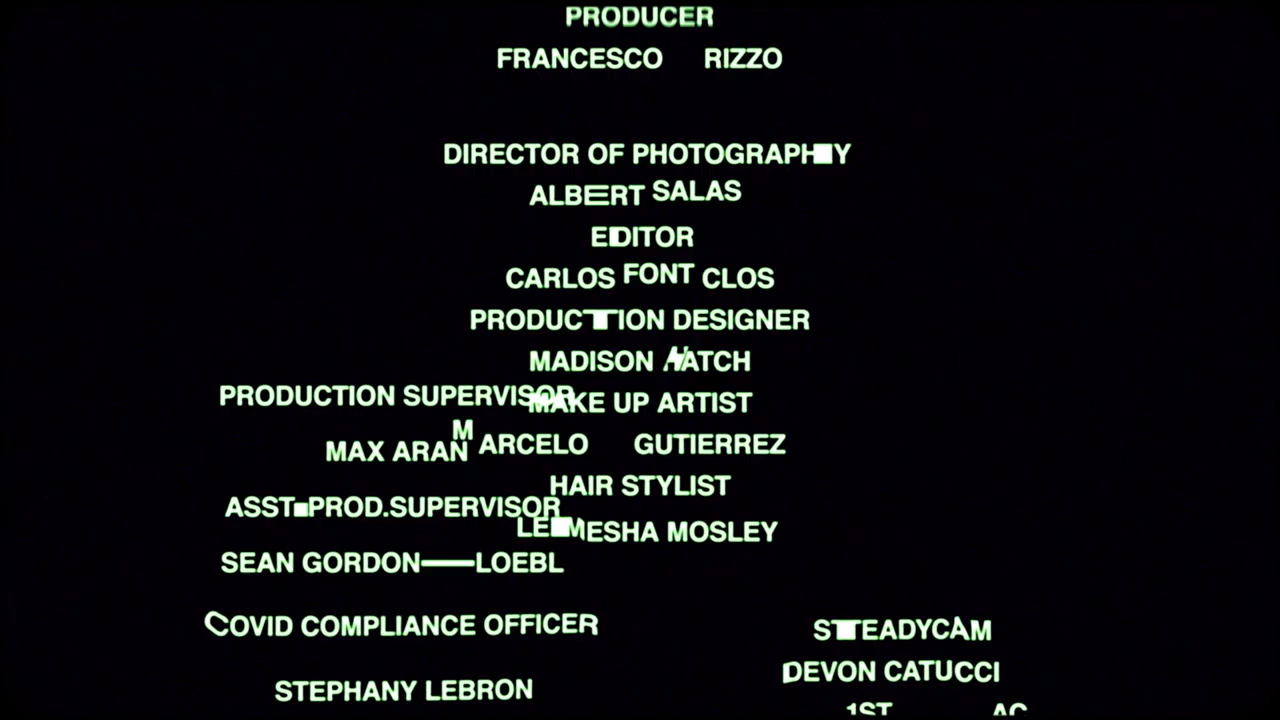 PRODUCER
FRANCESCO RIZZO
DIRECTOR OF PHOTOGRAPHY
ALBERT SALAS
EDITOR
CARLOS FONT CLOS
PRODUCTION DESIGNER
MADISON HATCH
MAKE UP ARTIST
MARCELO GUTIERREZ
HAIR STYLIST
MOSLEY
PRODUCTION SUPERVISOR
MAX ARAN
ASST PROD.SUPERVISOR
SEAN GORDON—LOEBL
COVID COMPLIANCE OFFICER
STEPHANY LEBRON
STEADYCAM
DEVON CATUCCI
1ST AC